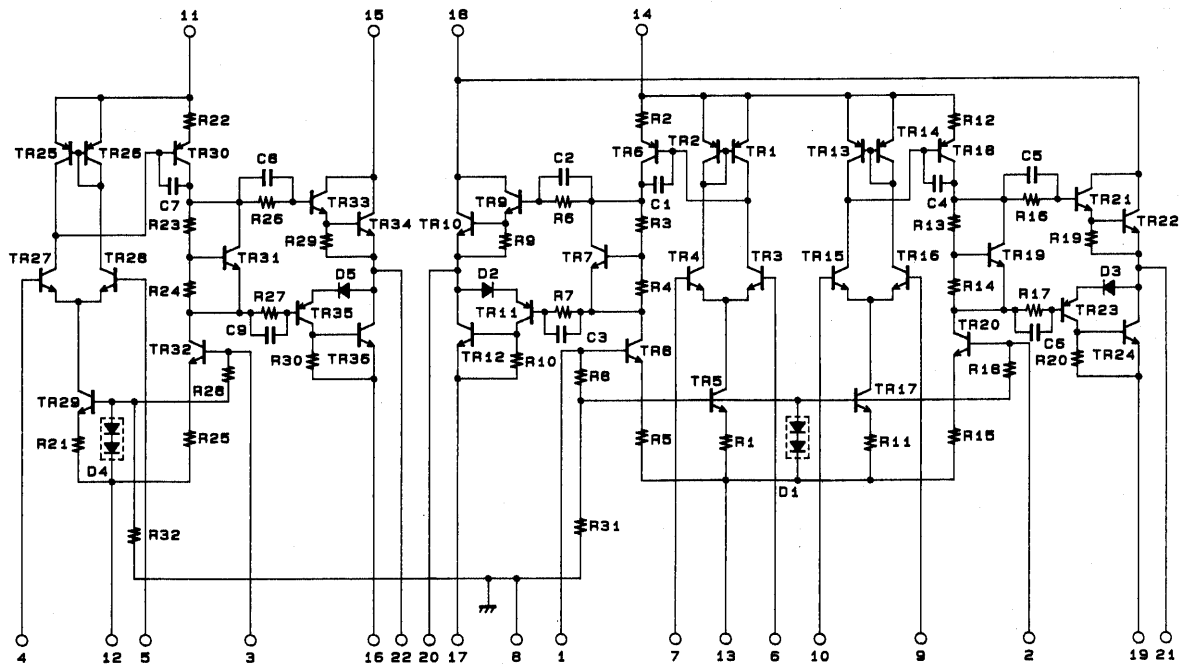 11 15 18 14
R22 R2 R12
TR25 TR26 TR30 TR6 TR2 TR1 TR13 TR14 TR18
C8 C2 C5
C7 C1 C4
R26 TR33 TR9 R6 R16 TR21
R23 TR34 TR10 R3 R13 TR22
R29 R9 R19
TR27 TR28 TR31 TR7 TR4 TR3 TR15 TR16 TR19
D5 D2 D3
R24 R27 R7 R4 R14 R17
TR35 TR11 TR23
C9 C3 TR20 C6
TR32 R30 TR36 TR12 R10 TR8 R20 TR24
R28 R8 R18
TR29 TR5 TR17
R21 R25 R5 R1 R11 R15
D4 D1
R32 R31
4 12 5 3 16 22 20 17 8 1 7 13 6 10 9 2 19 21